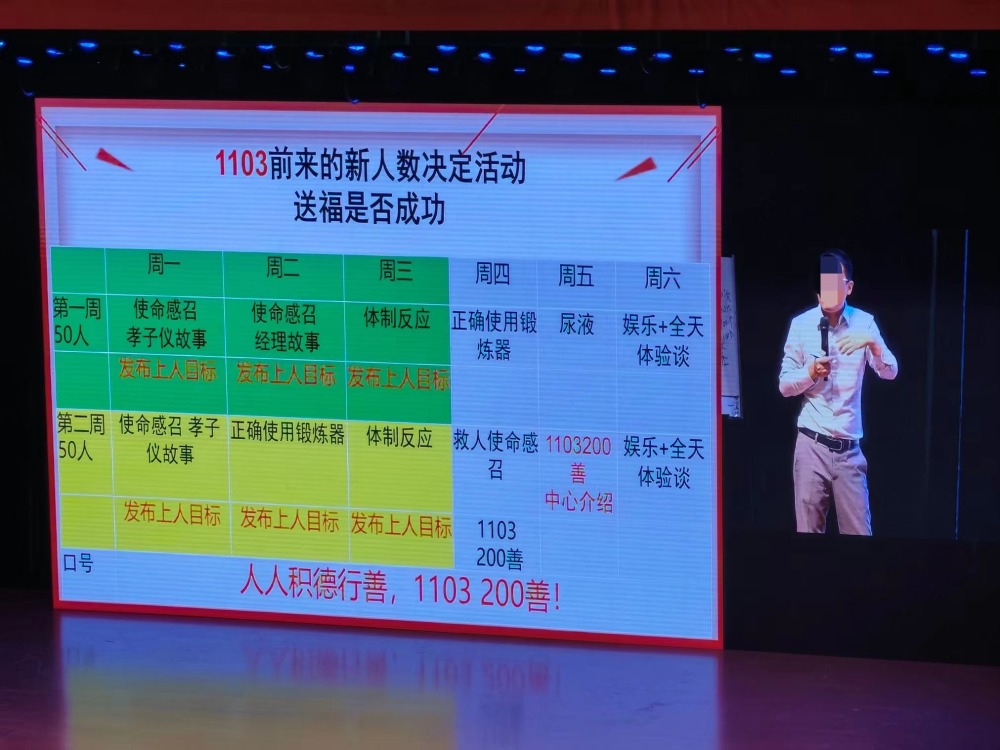 1103前来的新人数决定活动
送福是否成功
周一 周二 周三 周四 周五 周六
第一周
50人
使命感召
孝子仪故事
使命感召
经理故事
体制反应
正确使用锻
炼器
尿液
娱乐+全天
体验谈
发布上人目标 发布上人目标 发布上人目标
第二周
50人
使命感召 孝子
仪故事
正确使用锻炼器
体制反应
救人使命感
召
1103
200善
1103200
善
中心介绍
娱乐+全天
体验谈
发布上人目标 发布上人目标 发布上人目标
口号
人人积德行善，1103 200善！